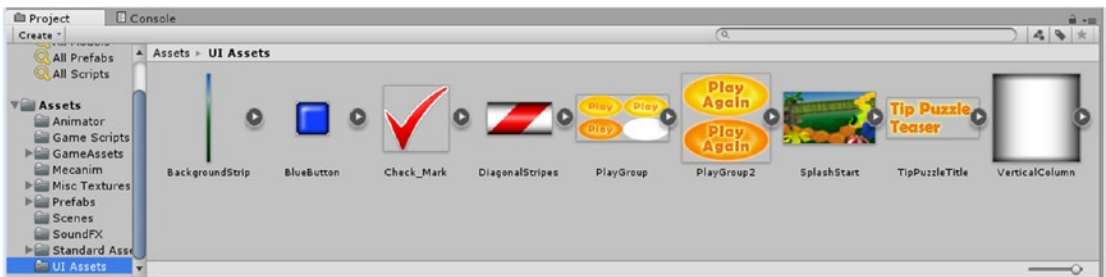 Project Console
Create
All Models
All Prefabs
All Scripts
Assets
Animator
Game Scripts
GameAssets
Mecanim
Misc Textures
Prefabs
Scenes
SoundFX
Standard Asse
UI Assets
Assets ▸ UI Assets
Play Play
Play
Play
Again
Play
Again
Tip Puzzle
Teaser
BackgroundStrip BlueButton Check_Mark DiagonalStripes PlayGroup PlayGroup2 SplashStart TipPuzzleTitle VerticalColumn